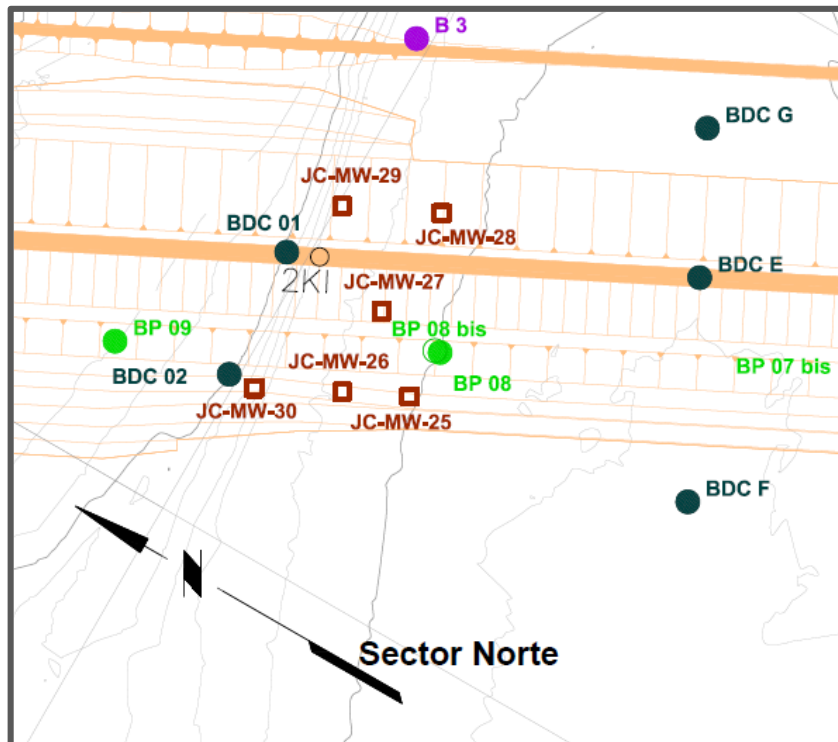 B 3
BDC G
JC-MW-29
BDC 01
JC-MW-28
BDC E
2KI
JC-MW-27
BP 09
BP 08 bis
BP 07 bis
BDC 02
JC-MW-26
BP 08
JC-MW-30
JC-MW-25
BDC F
N
Sector Norte